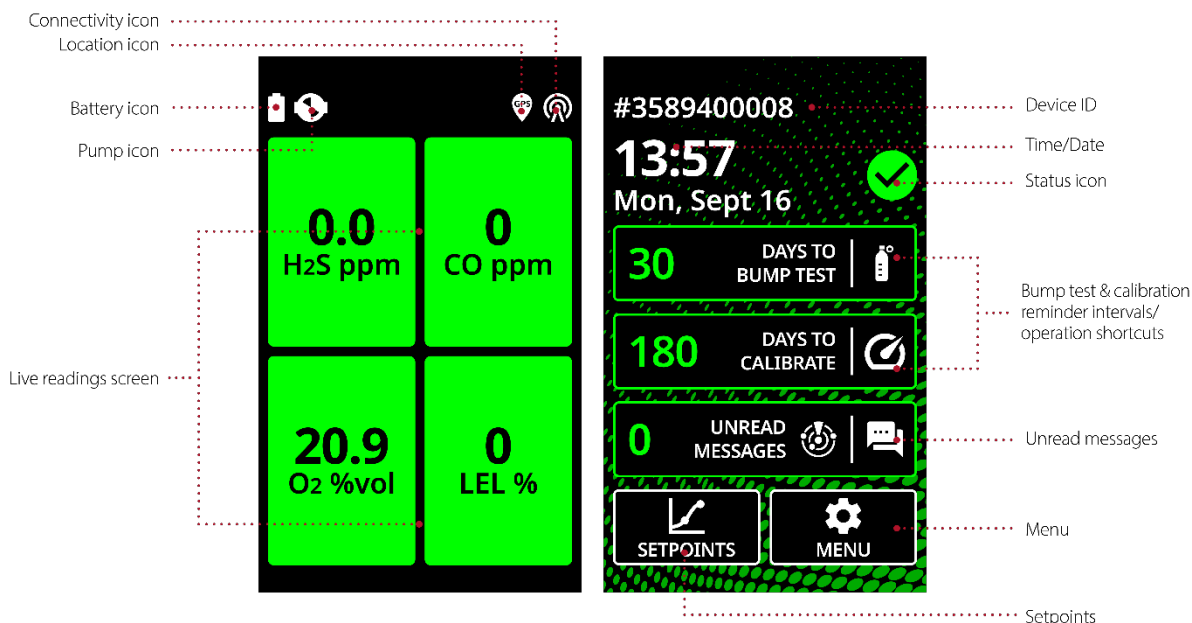 Connectivity icon
Location icon
Battery icon
Pump icon
Live readings screen
GPS
0.0
H2S ppm
0
CO ppm
20.9
O2 %vol
0
LEL %
#3589400008
13:57
Mon, Sept 16
30
DAYS TO
BUMP TEST
180
DAYS TO
CALIBRATE
0
UNREAD
MESSAGES
SETPOINTS
MENU
Device ID
Time/Date
Status icon
Bump test & calibration
reminder intervals/
operation shortcuts
Unread messages
Menu
Setpoints